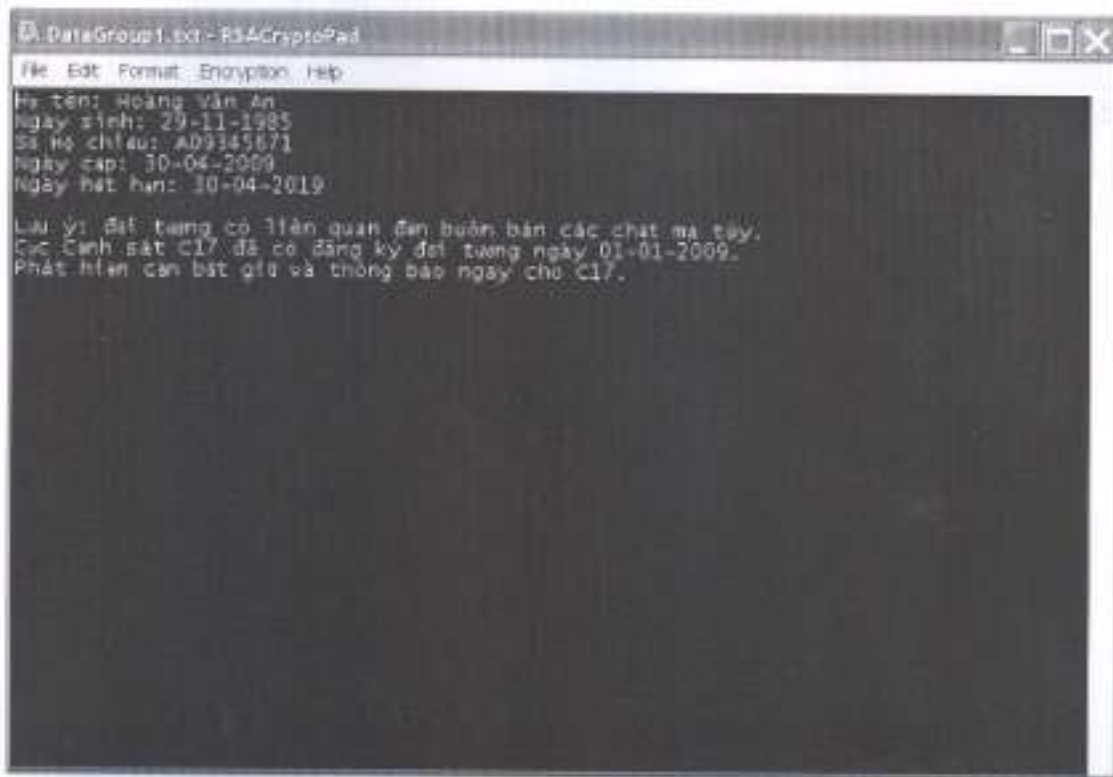 DataGroup1.txt - RSACryptoPad
File Edit Format Encryption Help
Họ tên: Hoàng Văn An
Ngày sinh: 29-11-1985
Số Hộ chiếu: A09345671
Ngày cấp: 30-04-2009
Ngày hết hạn: 30-04-2019
Lưu ý: đối tượng có liên quan đến buôn bán các chất ma túy.
Cục Cảnh sát C17 đã có đăng ký đối tượng ngày 01-01-2009.
Phát hiện cần bắt giữ và thông báo ngay cho C17.